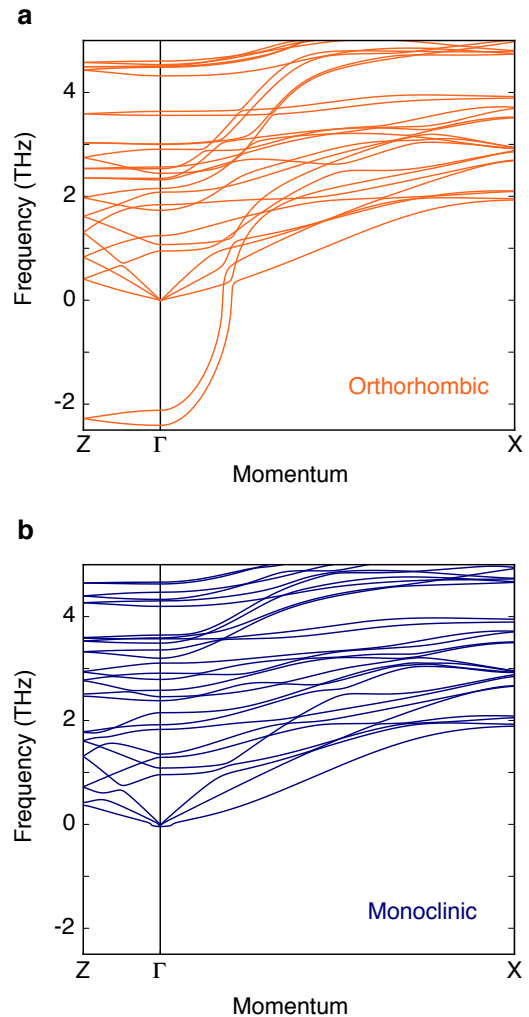 a
4
2
0
-2
Frequency (THz)
Orthorhombic
Z
Γ
X
Momentum
b
4
2
0
-2
Frequency (THz)
Monoclinic
Z
Γ
X
Momentum